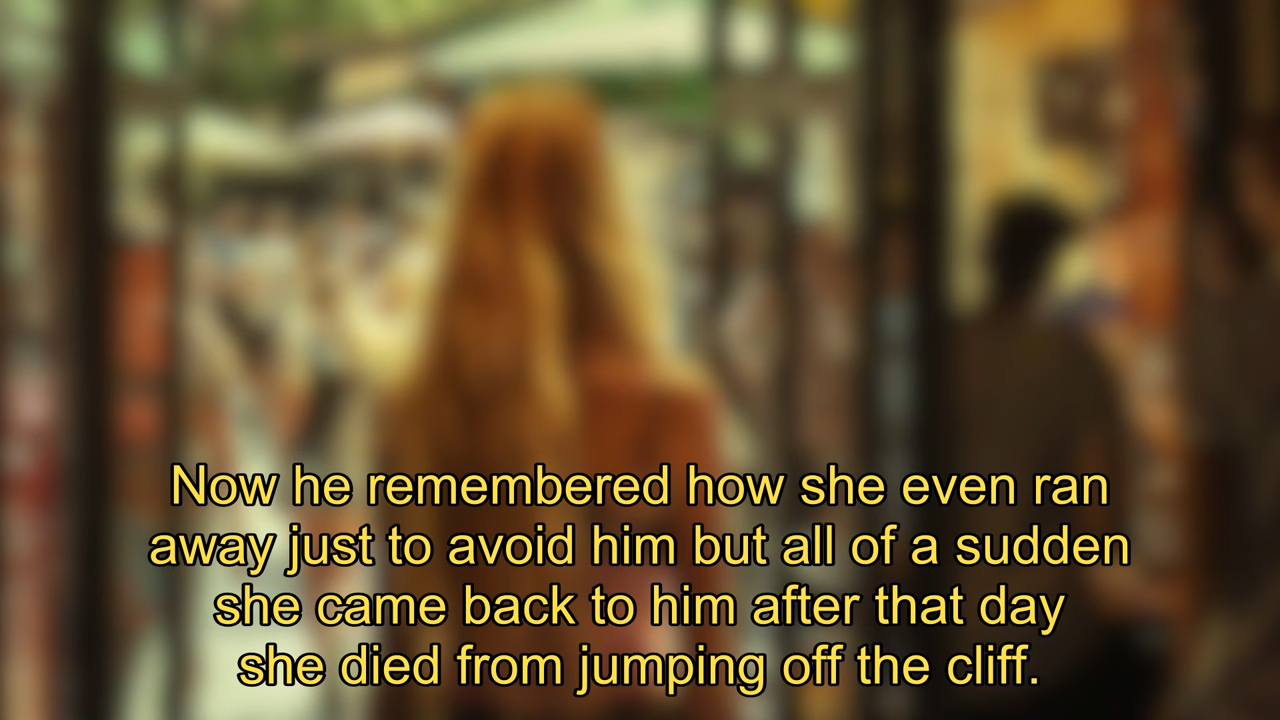 Now he remembered how she even ran
away just to avoid him but all of a sudden
she came back to him after that day
she died from jumping off the cliff.